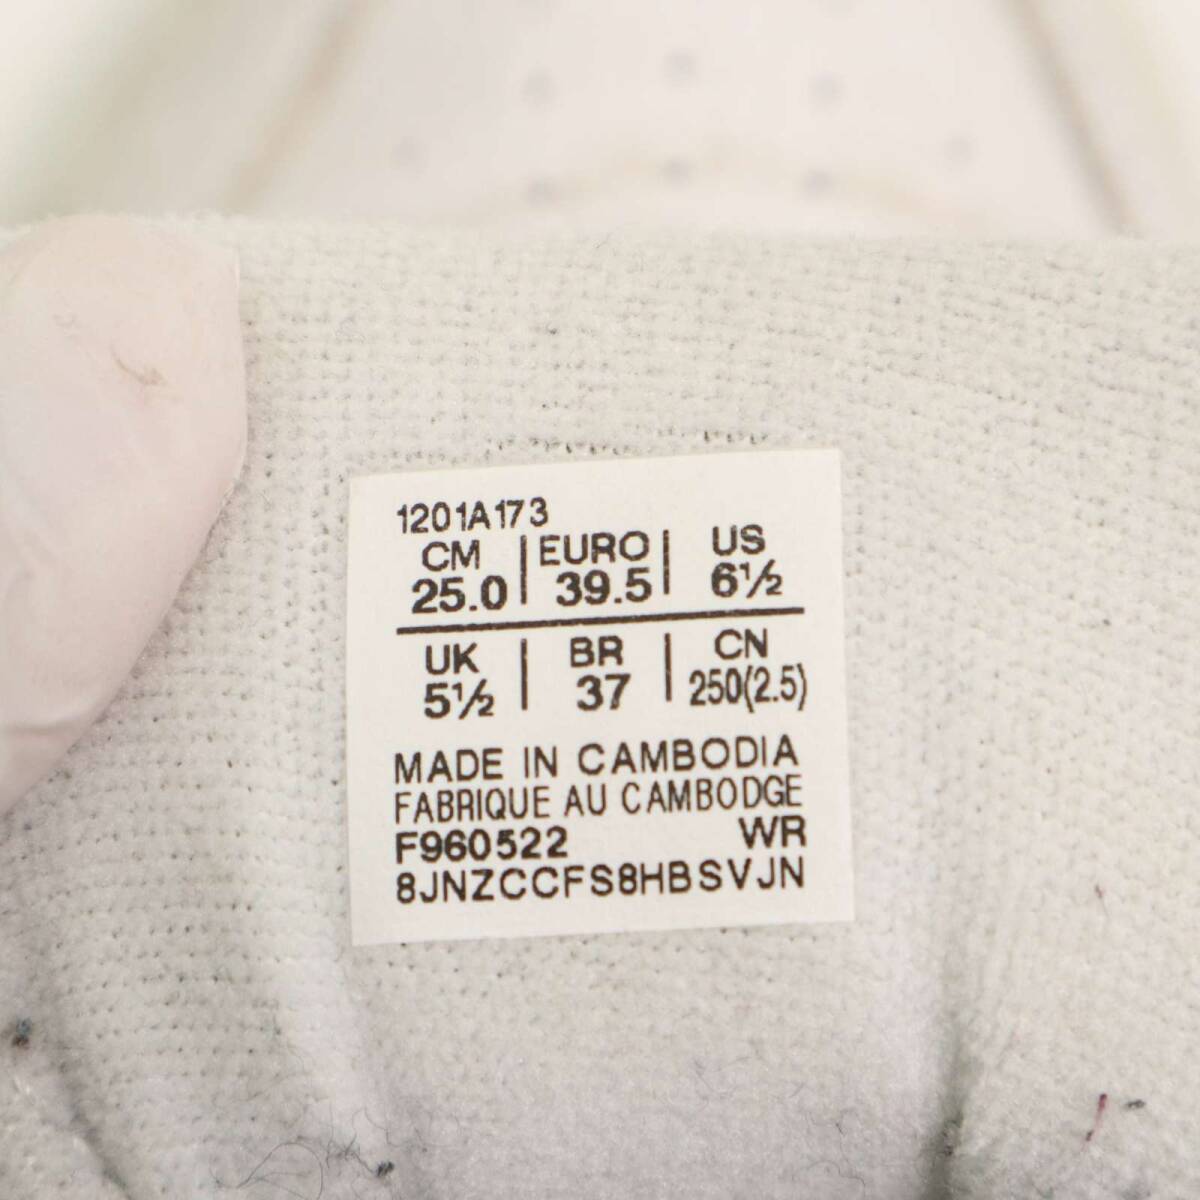 1201A173
CM | EURO | US
25.0 | 39.5 | 6½
UK | BR | CN
5½ | 37 | 250(2.5)
MADE IN CAMBODIA
FABRIQUE AU CAMBODGE
F960522 WR
8JNZCCFS8HBSVJN